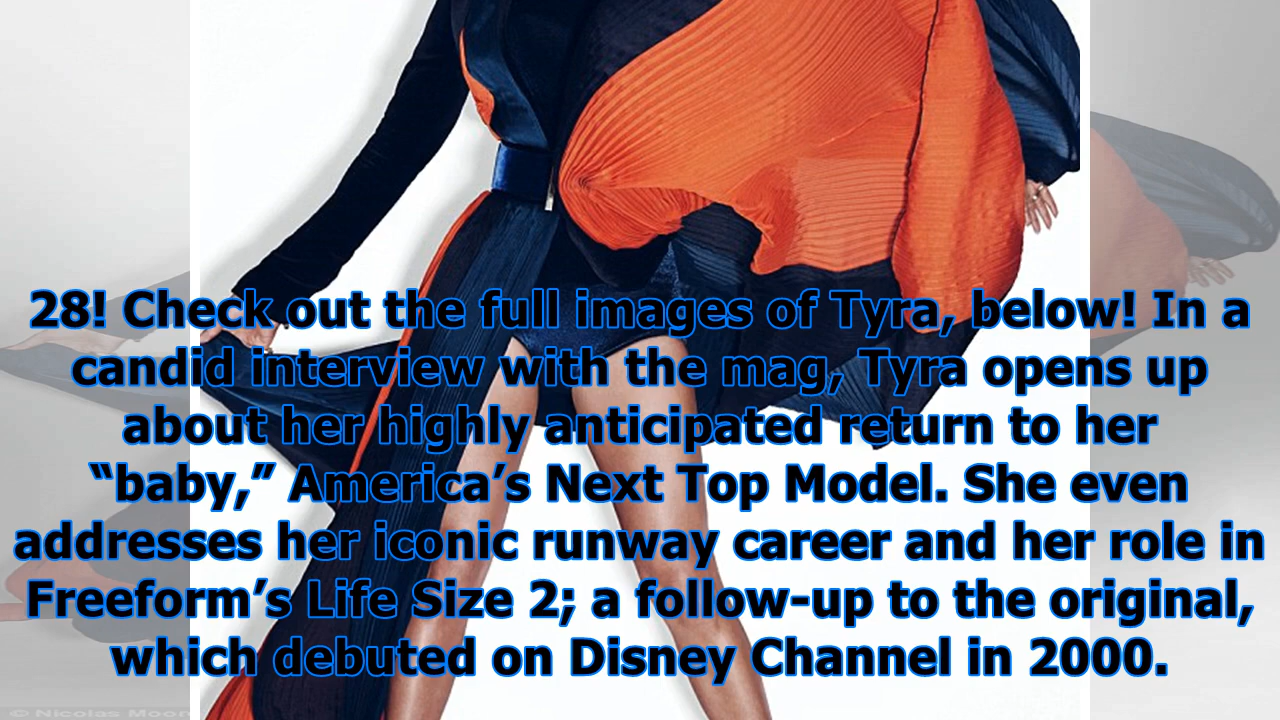 28! Check out the full images of Tyra, below! In a
candid interview with the mag, Tyra opens up
about her highly anticipated return to her
“baby,” America’s Next Top Model. She even
addresses her iconic runway career and her role in
Freeform’s Life Size 2; a follow-up to the original,
which debuted on Disney Channel in 2000.
© Nicolas Moor